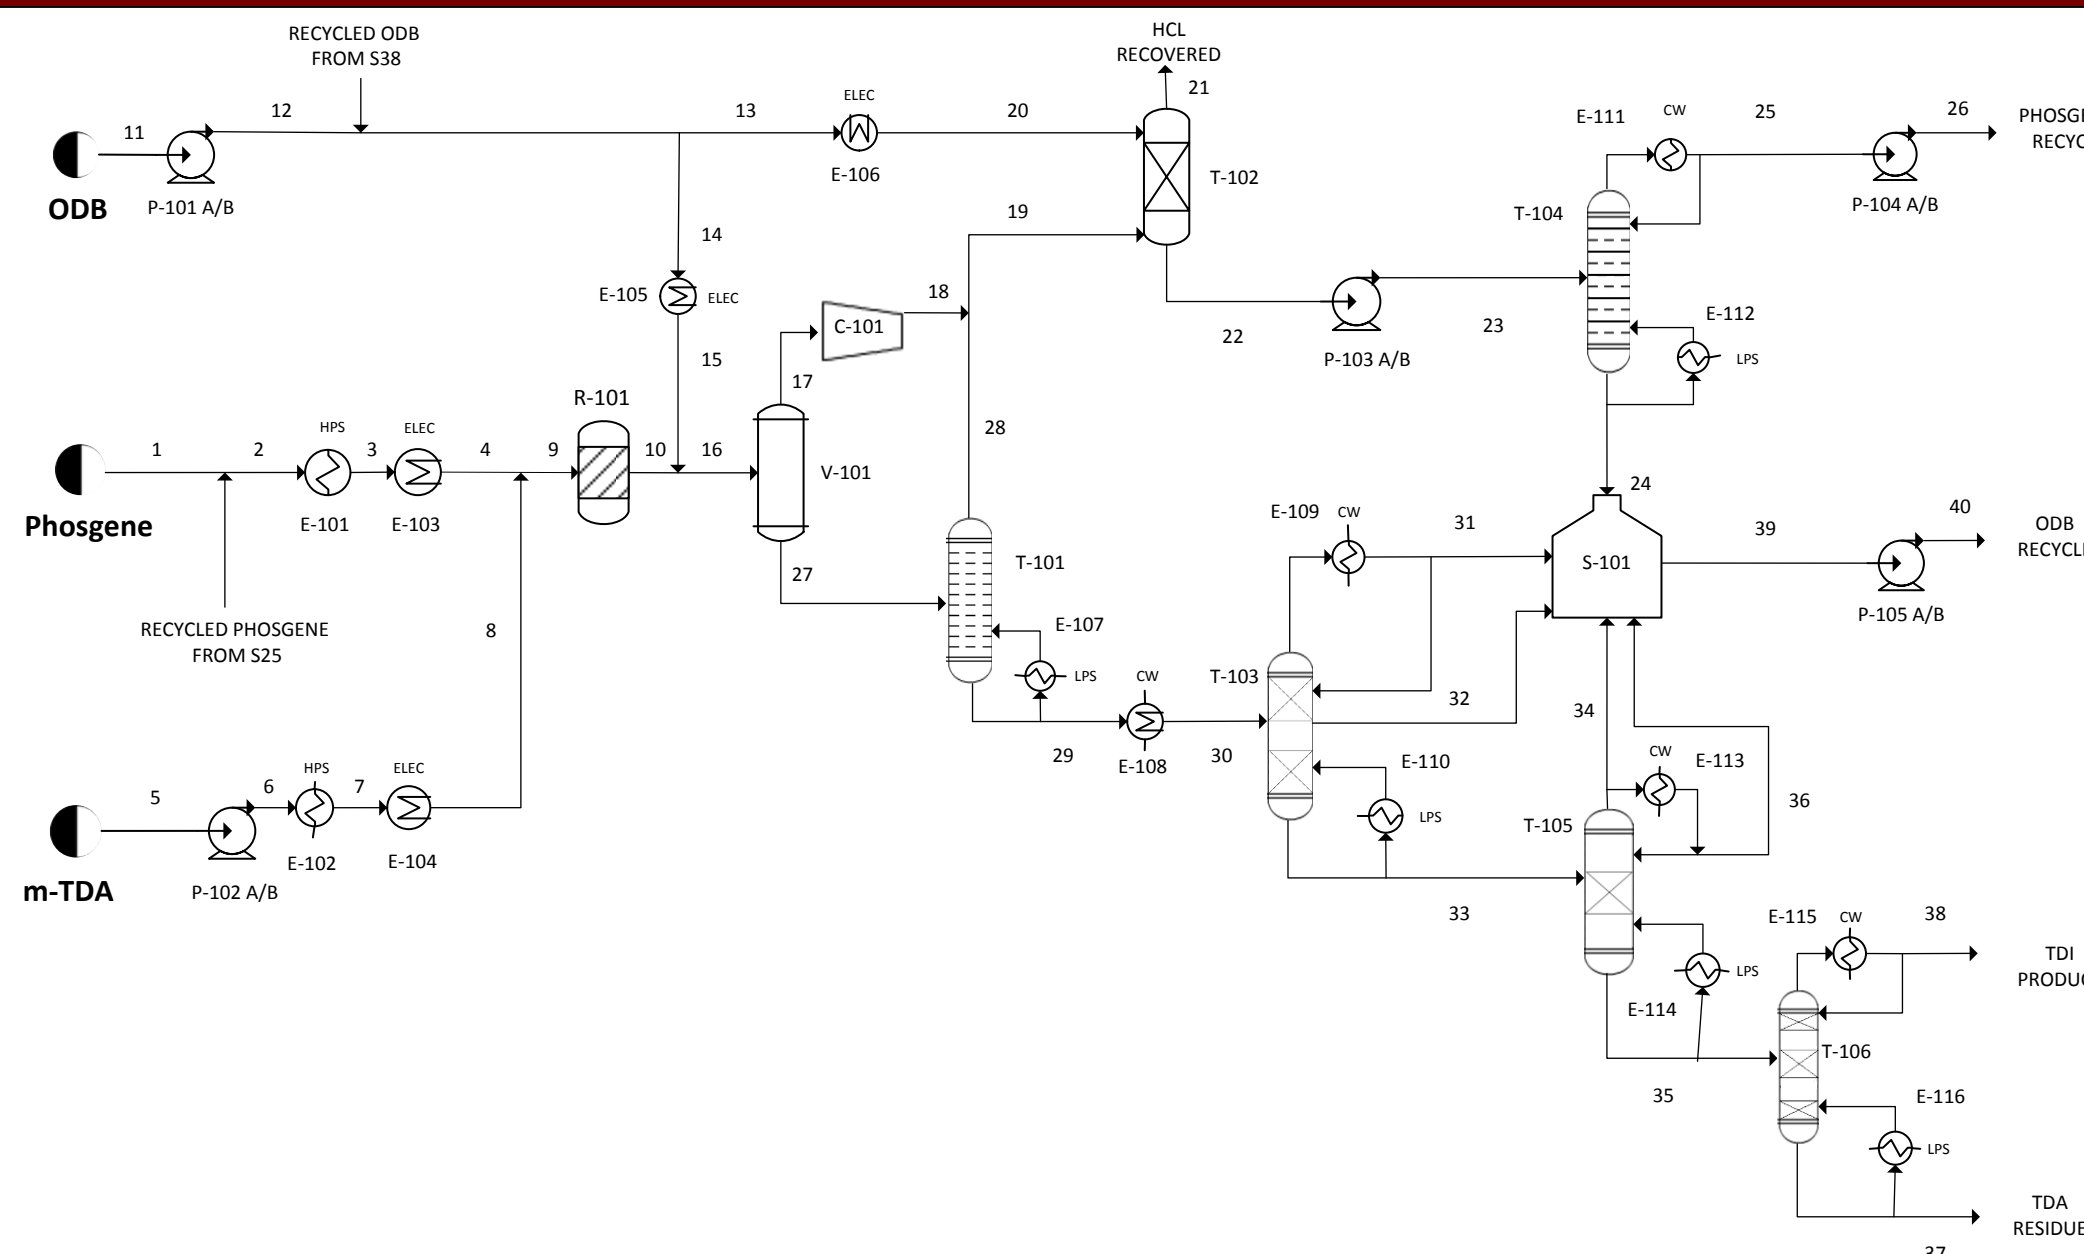 RECYCLED ODB
FROM S38
HCL
RECOVERED
11
12
13
ELEC
20
21
E-111
CW
25
26
PHOSGE
RECYC
E-106
T-102
ODB
P-101 A/B
P-104 A/B
T-104
14
19
E-105
ELEC
18
C-101
E-112
LPS
22
23
P-103 A/B
15
17
R-101
28
1
2
HPS
3
ELEC
4
9
10
16
V-101
Phosgene
E-101
E-103
24
E-109
CW
31
39
40
ODB
RECYCL
S-101
T-101
27
P-105 A/B
RECYCLED PHOSGENE
FROM S25
8
E-107
LPS
CW
T-103
32
34
29
E-108
30
E-110
LPS
CW
E-113
36
5
6
HPS
7
ELEC
T-105
m-TDA
P-102 A/B
E-102
E-104
33
E-115
CW
38
TDI
PRODU
LPS
E-114
T-106
35
E-116
LPS
TDA
RESIDUE
37